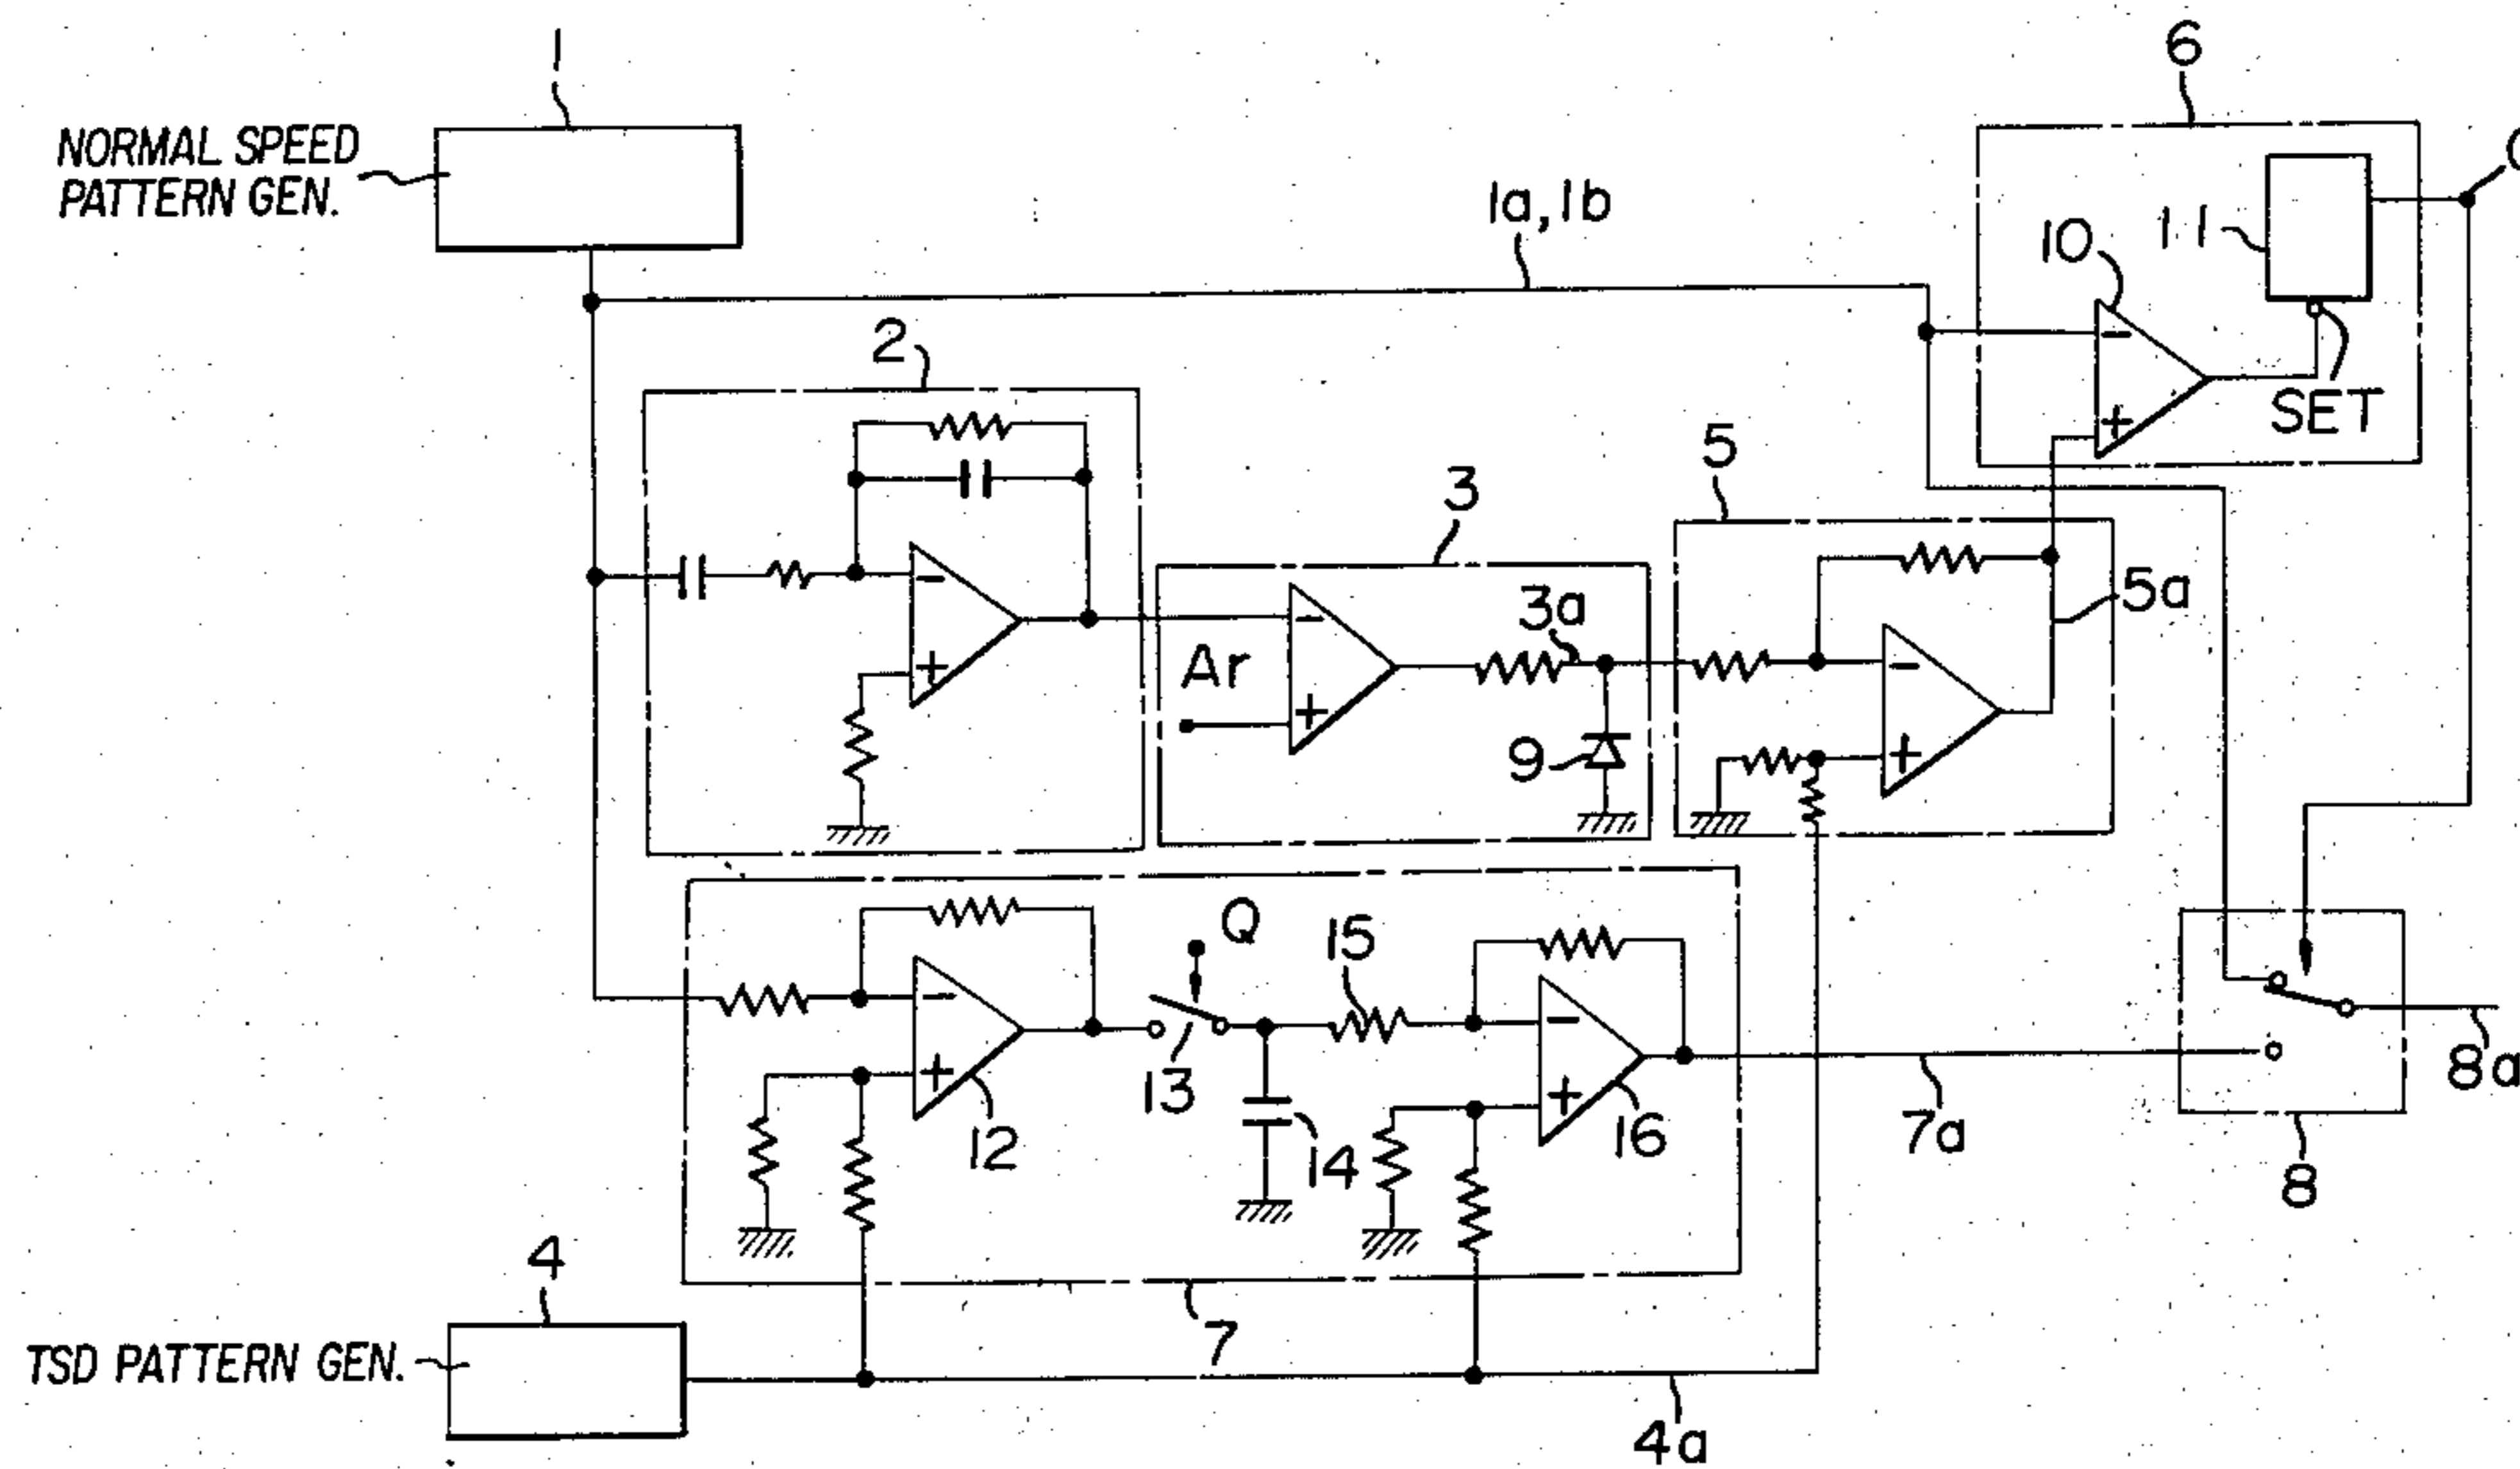 1
6
NORMAL SPEED
PATTERN GEN.
1a, 1b
10
11
2
SET
5
3
3a
5a
Ar
-
+
9
Q
15
13
12
14
16
7a
8a
8
4
7
TSD PATTERN GEN.
4a